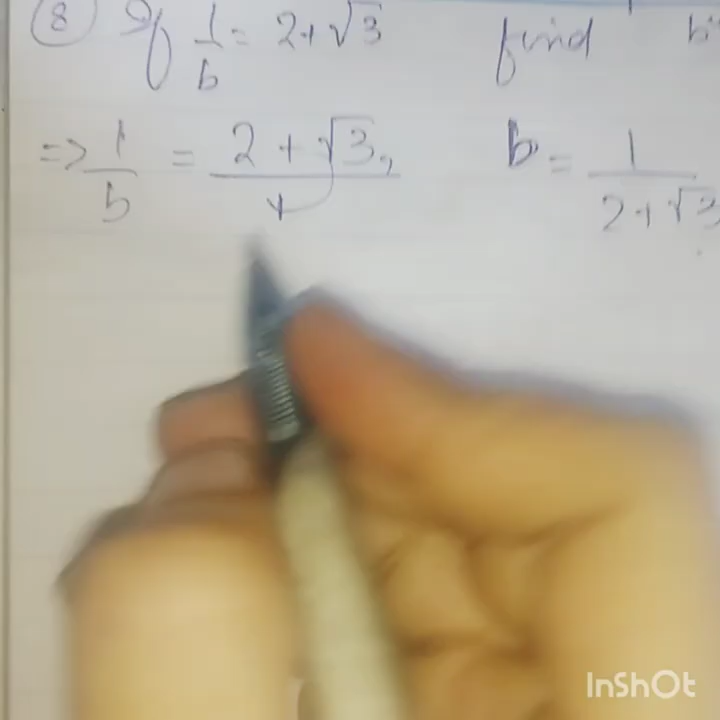 (8) If 1/b = 2+√3 find b
=> 1/b = 2+√3, / 1 b = 1/2+√3
InShOt